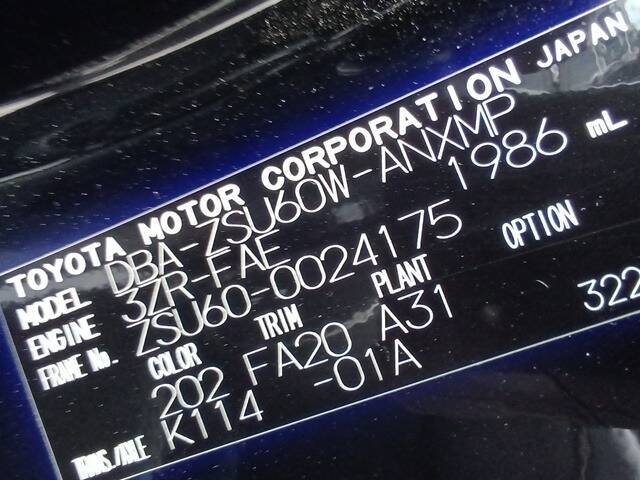 TOYOTA MOTOR CORPORATION JAPAN
MODEL DBA-ZSU60W-ANXMP
ENGINE 3ZR-FAE 1986 mL
FRAME No. ZSU60-0024175
COLOR TRIM PLANT OPTION
202 FA20 A31 322
TRANS./AXLE K114 -01A